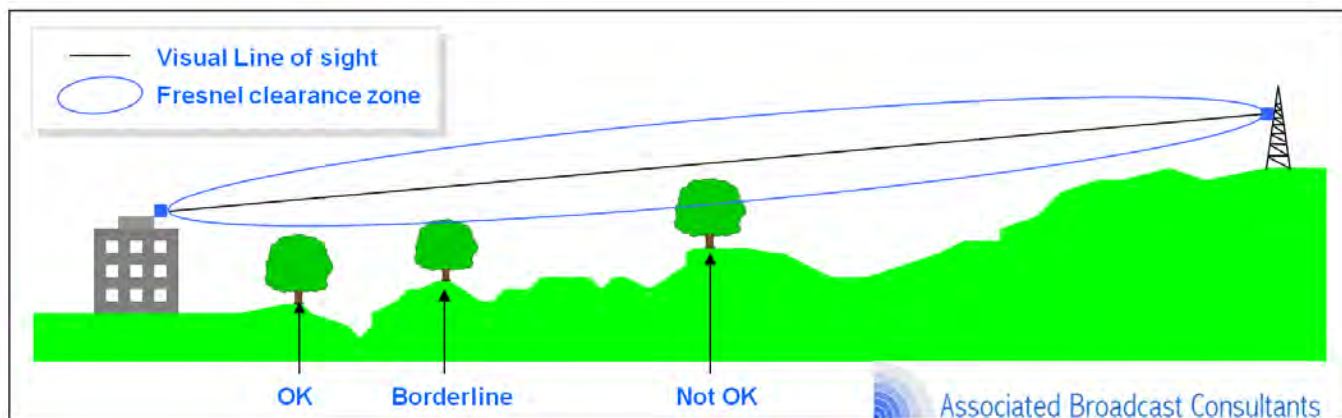 Visual Line of sight
Fresnel clearance zone
OK
Borderline
Not OK
Associated Broadcast Consultants